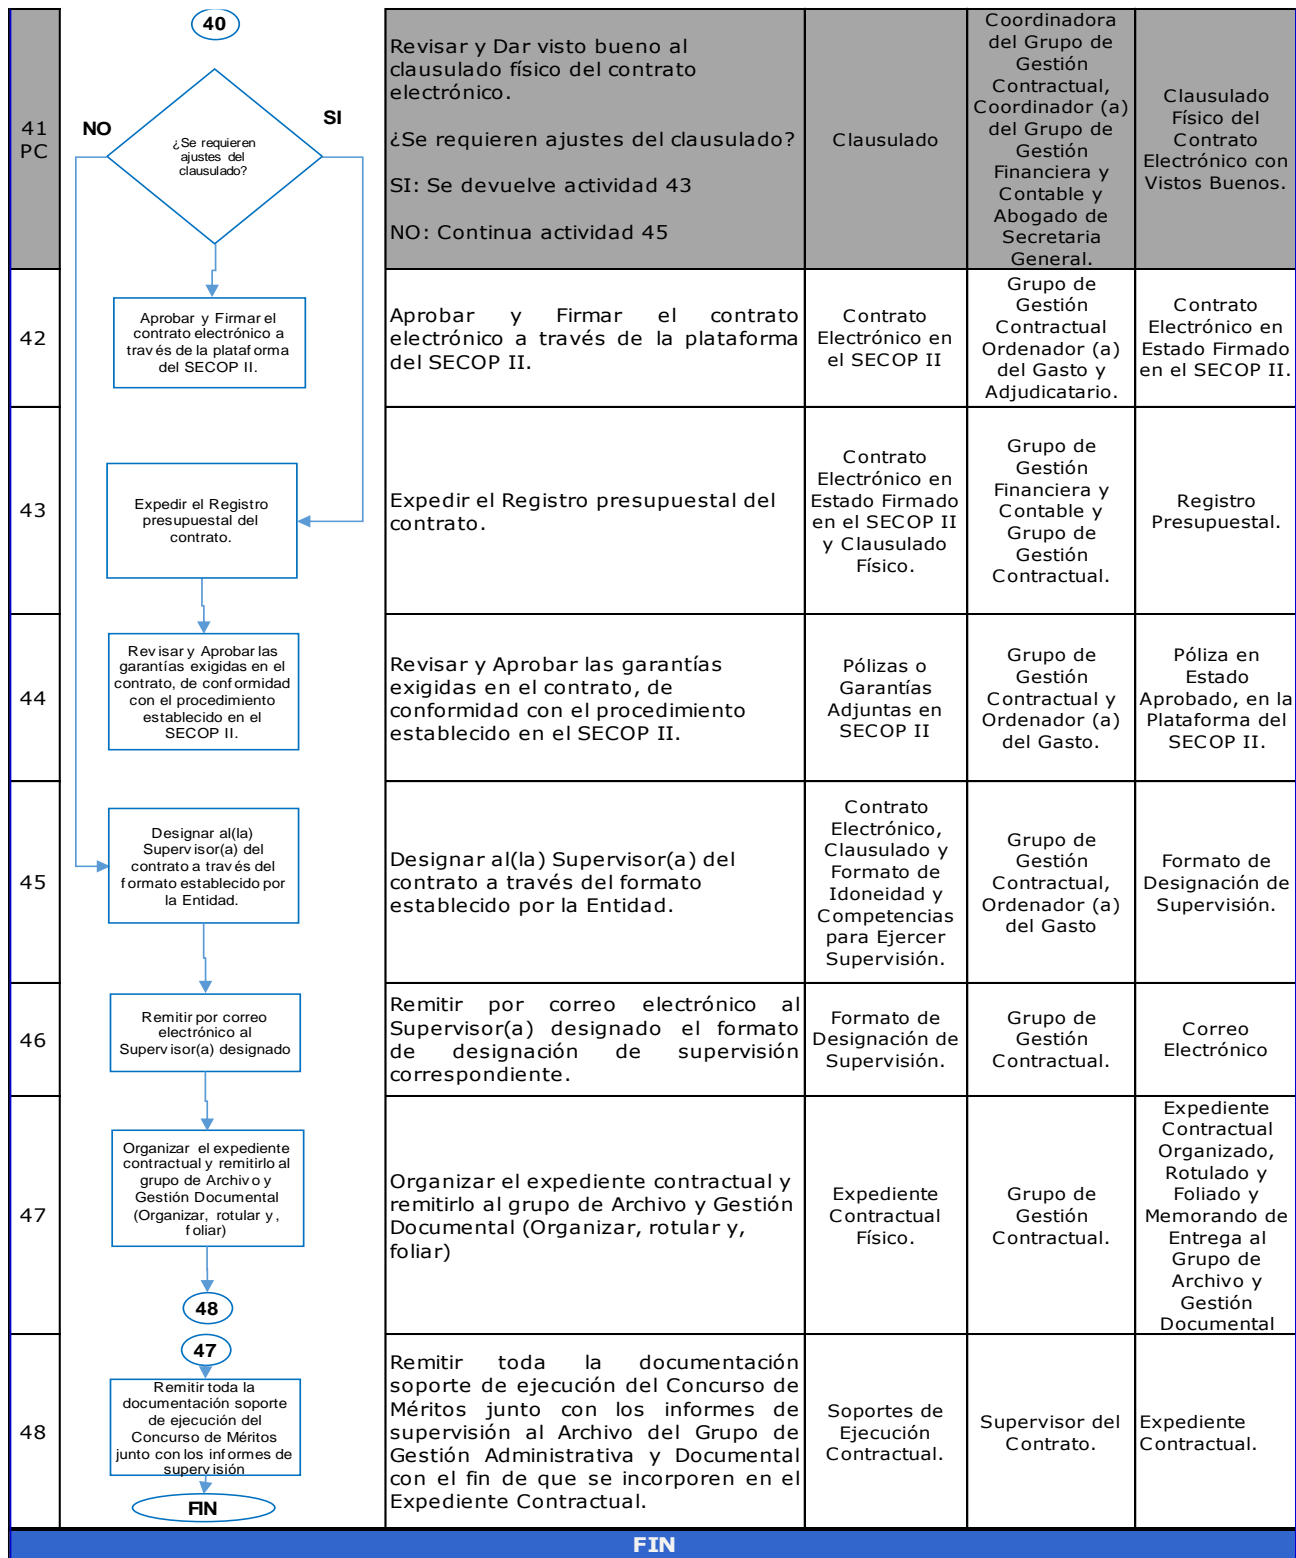 40
41
PC
NO
SI
¿Se requieren
ajustes del
clausulado?
Revisar y Dar visto bueno al
clausulado físico del contrato
electrónico.
¿Se requieren ajustes del clausulado?
SI: Se devuelve actividad 43
NO: Continua actividad 45
Clausulado
Coordinadora
del Grupo de
Gestión
Contractual,
Coordinador (a)
del Grupo de
Gestión
Financiera y
Contable y
Abogado de
Secretaria
General.
Clausulado
Físico del
Contrato
Electrónico con
Vistos Buenos.
42
Aprobar y Firmar el
contrato electrónico a
través de la plataforma
del SECOP II.
Aprobar y Firmar el contrato
electrónico a través de la plataforma
del SECOP II.
Contrato
Electrónico en
el SECOP II
Grupo de
Gestión
Contractual
Ordenador (a)
del Gasto y
Adjudicatario.
Contrato
Electrónico en
Estado Firmado
en el SECOP II.
43
Expedir el Registro
presupuestal del
contrato.
Expedir el Registro presupuestal del
contrato.
Contrato
Electrónico en
Estado Firmado
en el SECOP II
y Clausulado
Físico.
Grupo de
Gestión
Financiera y
Contable y
Grupo de
Gestión
Contractual.
Registro
Presupuestal.
44
Revisar y Aprobar las
garantías exigidas en el
contrato, de conformidad
con el procedimiento
establecido en el
SECOP II.
Revisar y Aprobar las garantías
exigidas en el contrato, de
conformidad con el procedimiento
establecido en el SECOP II.
Pólizas o
Garantías
Adjuntas en
SECOP II
Grupo de
Gestión
Contractual y
Ordenador (a)
del Gasto.
Póliza en
Estado
Aprobado, en la
Plataforma del
SECOP II.
45
Designar al(la)
Supervisor(a) del
contrato a través del
formato establecido por
la Entidad.
Designar al(la) Supervisor(a) del
contrato a través del formato
establecido por la Entidad.
Contrato
Electrónico,
Clausulado y
Formato de
Idoneidad y
Competencias
para Ejercer
Supervisión.
Grupo de
Gestión
Contractual,
Ordenador (a)
del Gasto
Formato de
Designación de
Supervisión.
46
Remitir por correo
electrónico al
Supervisor(a) designado
Remitir por correo electrónico al
Supervisor(a) designado el formato
de designación de supervisión
correspondiente.
Formato de
Designación de
Supervisión.
Grupo de
Gestión
Contractual.
Correo
Electrónico
47
Organizar el expediente
contractual y remitirlo al
grupo de Archivo y
Gestión Documental
(Organizar, rotular y,
foliar)
48
Organizar el expediente contractual y
remitirlo al grupo de Archivo y Gestión
Documental (Organizar, rotular y,
foliar)
Expediente
Contractual
Físico.
Grupo de
Gestión
Contractual.
Expediente
Contractual
Organizado,
Rotulado y
Foliado y
Memorando de
Entrega al
Grupo de
Archivo y
Gestión
Documental
48
47
Remitir toda la
documentación soporte
de ejecución del
Concurso de Méritos
junto con los informes de
supervisión
FIN
Remitir toda la documentación
soporte de ejecución del Concurso de
Méritos junto con los informes de
supervisión al Archivo del Grupo de
Gestión Administrativa y Documental
con el fin de que se incorporen en el
Expediente Contractual.
Soportes de
Ejecución
Contractual.
Supervisor del
Contrato.
Expediente
Contractual.
FIN